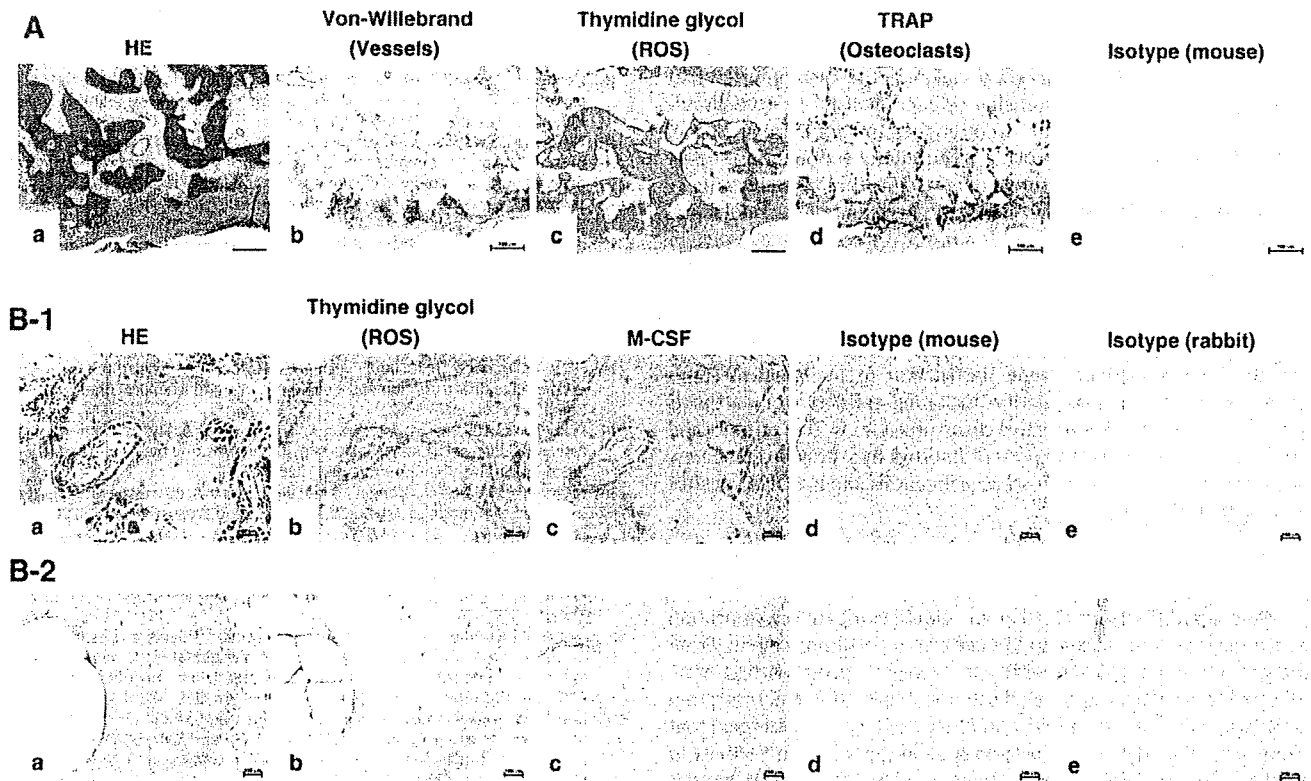 A
HE
Von-Willebrand
(Vessels)
Thymidine glycol
(ROS)
TRAP
(Osteoclasts)
Isotype (mouse)
a
b
c
d
e
B-1
HE
Thymidine glycol
(ROS)
M-CSF
Isotype (mouse)
Isotype (rabbit)
a
b
c
d
e
B-2
a
b
c
d
e